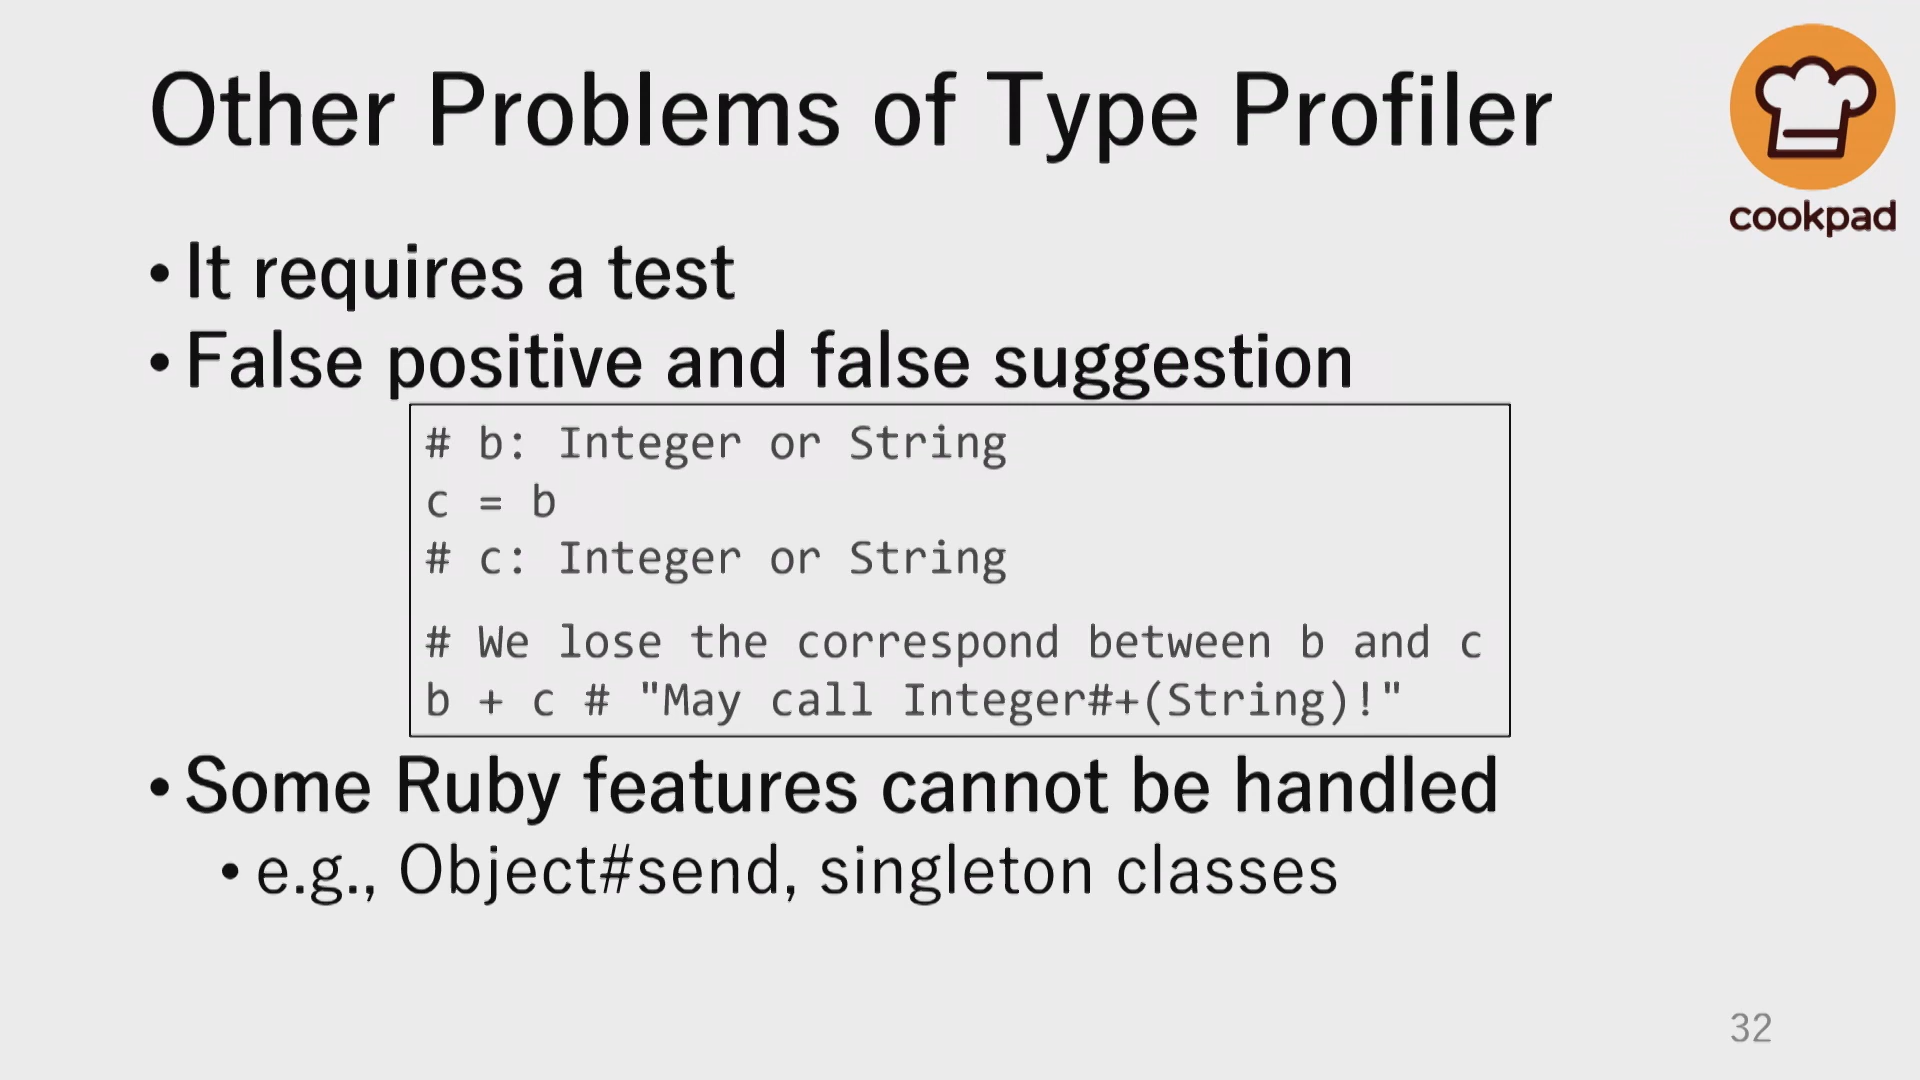 Other Problems of Type Profiler
cookpad
•It requires a test
•False positive and false suggestion
# b: Integer or String
c = b
# c: Integer or String
# We lose the correspond between b and c
b + c # "May call Integer#+(String)!"
•Some Ruby features cannot be handled
•e.g., Object#send, singleton classes
32